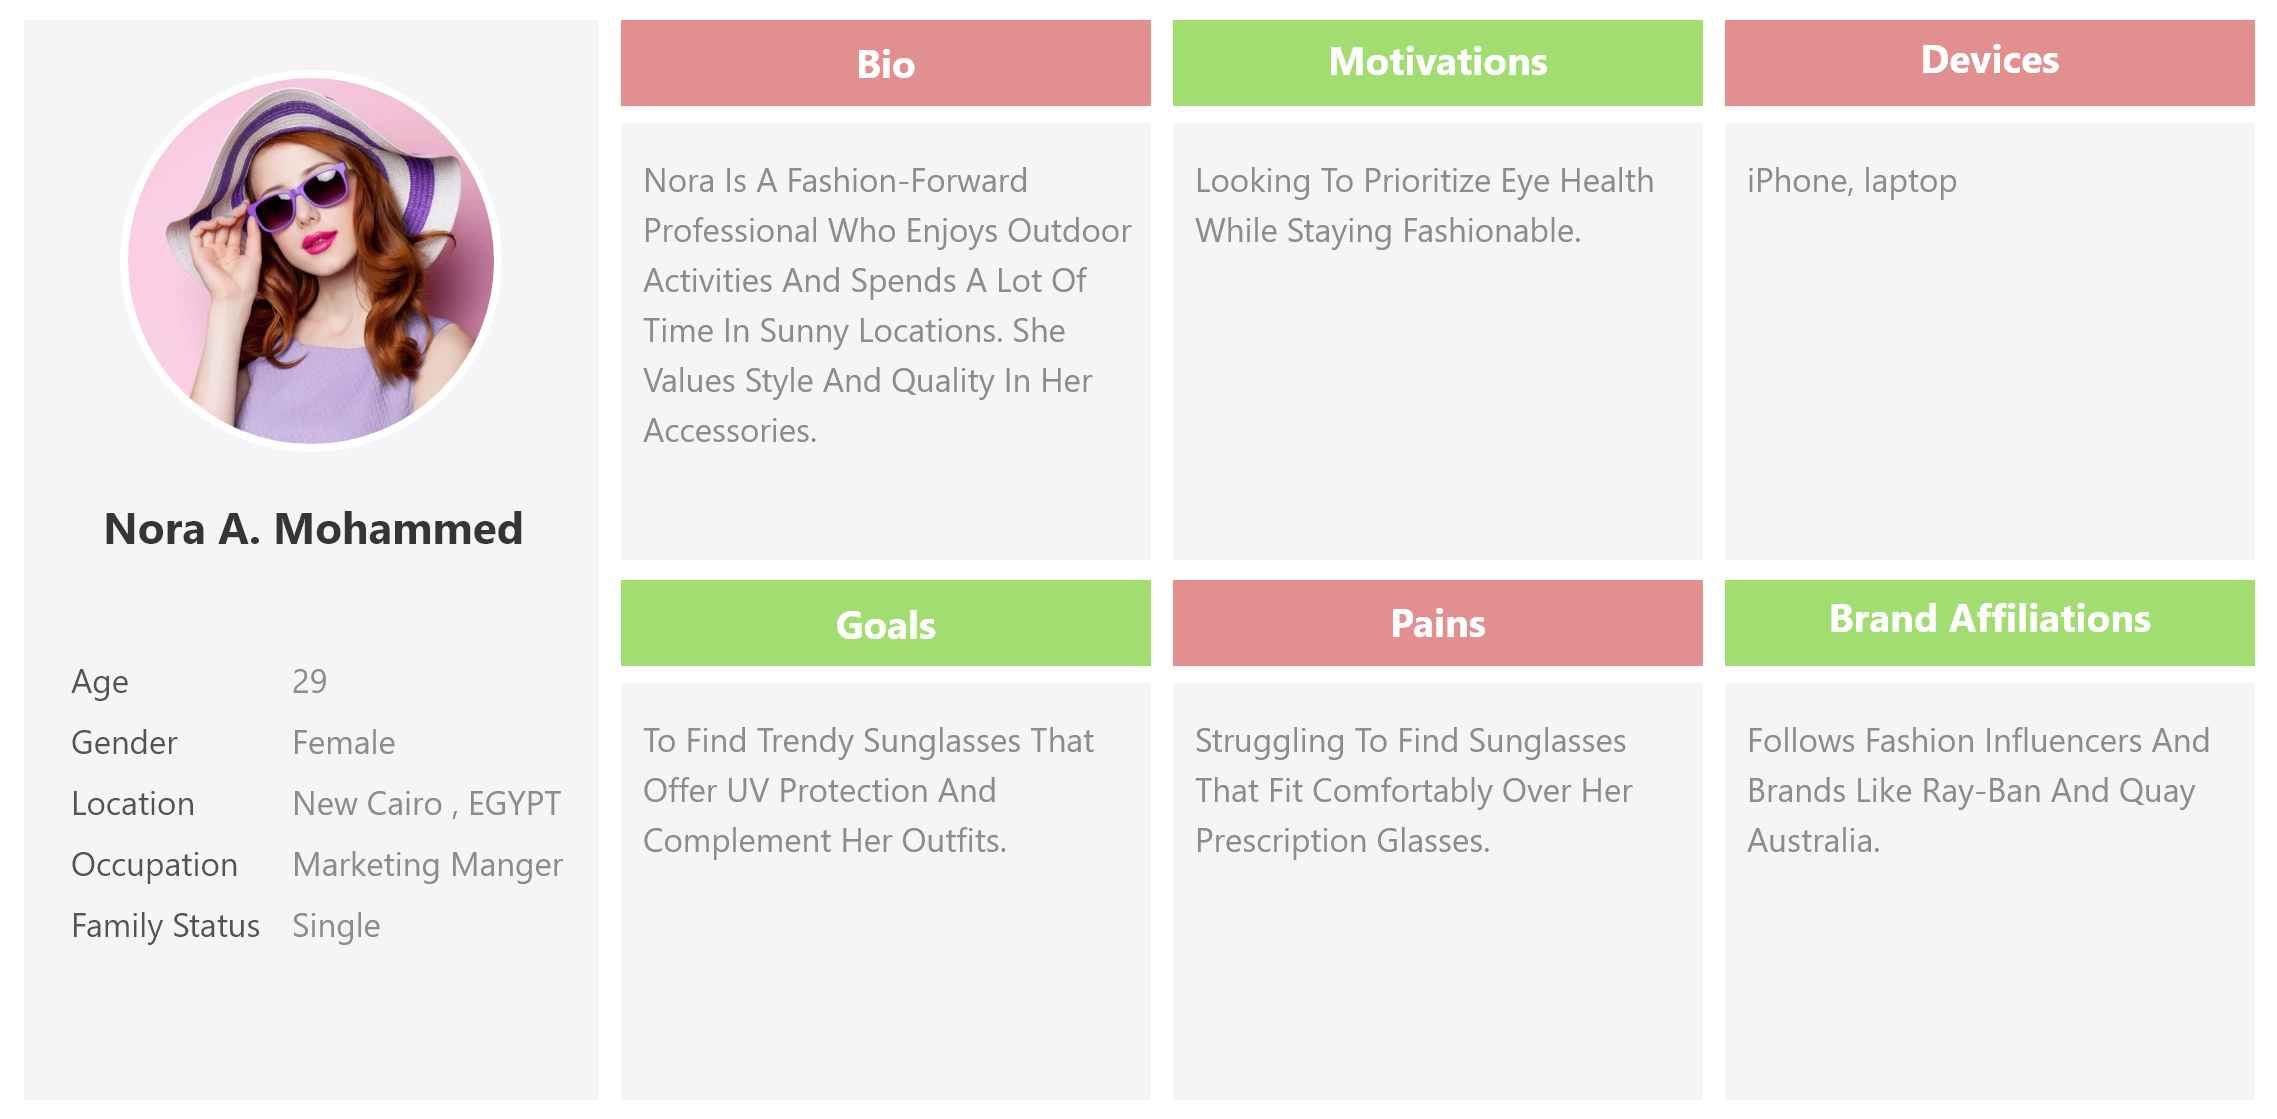 Nora A. Mohammed
Age 29
Gender Female
Location New Cairo , EGYPT
Occupation Marketing Manger
Family Status Single
Bio
Nora Is A Fashion-Forward
Professional Who Enjoys Outdoor
Activities And Spends A Lot Of
Time In Sunny Locations. She
Values Style And Quality In Her
Accessories.
Motivations
Looking To Prioritize Eye Health
While Staying Fashionable.
Devices
iPhone, laptop
Goals
To Find Trendy Sunglasses That
Offer UV Protection And
Complement Her Outfits.
Pains
Struggling To Find Sunglasses
That Fit Comfortably Over Her
Prescription Glasses.
Brand Affiliations
Follows Fashion Influencers And
Brands Like Ray-Ban And Quay
Australia.